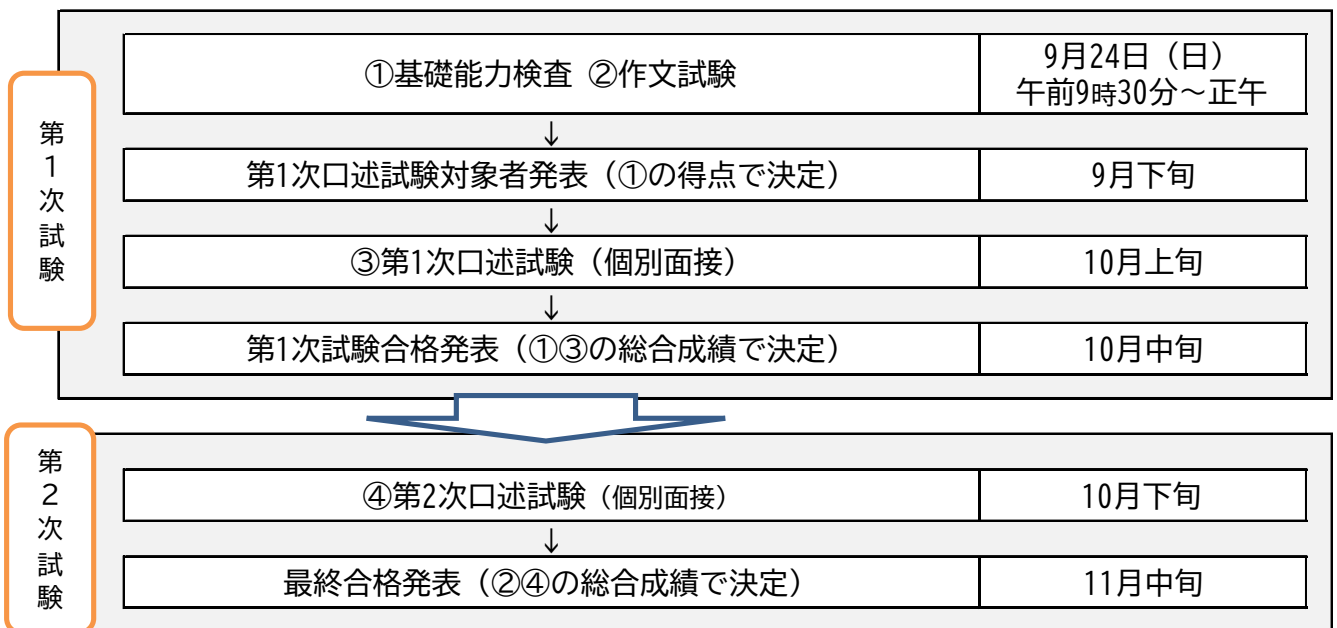 第1次試験
①基礎能力検査 ②作文試験
9月24日（日）
午前9時30分～正午
↓
第1次口述試験対象者発表（①の得点で決定）
9月下旬
↓
③第1次口述試験（個別面接）
10月上旬
↓
第1次試験合格発表（①③の総合成績で決定）
10月中旬
第2次試験
④第2次口述試験（個別面接）
10月下旬
↓
最終合格発表（②④の総合成績で決定）
11月中旬